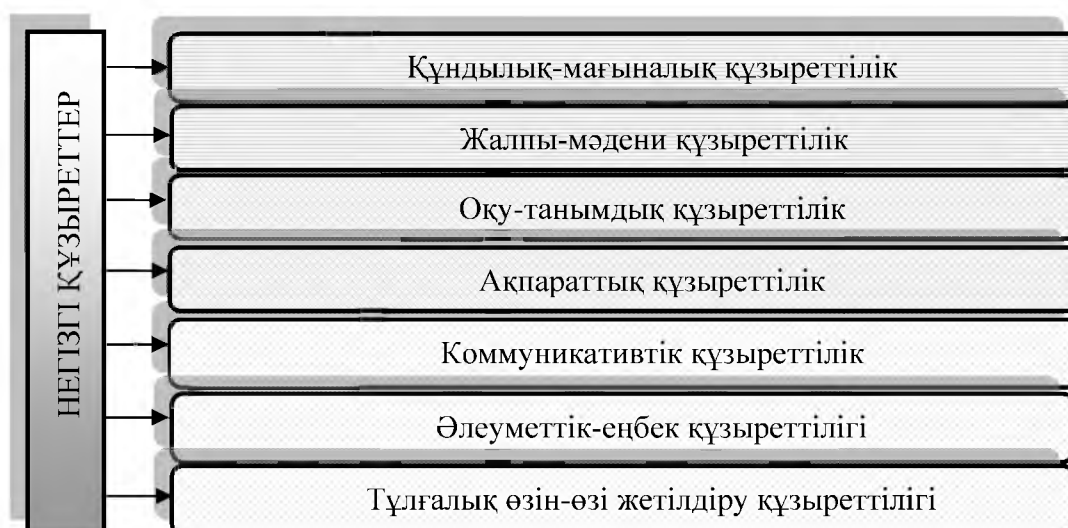 НЕГІЗГІ ҚҰЗЫРЕТТЕР
Құндылық-мағыналық құзыреттілік
Жалпы-мәдени құзыреттілік
Оқу-танымдық құзыреттілік
Ақпараттық құзыреттілік
Коммуникативтік құзыреттілік
Әлеуметтік-еңбек құзыреттілігі
Тұлғалық өзін-өзі жетілдіру құзыреттілігі